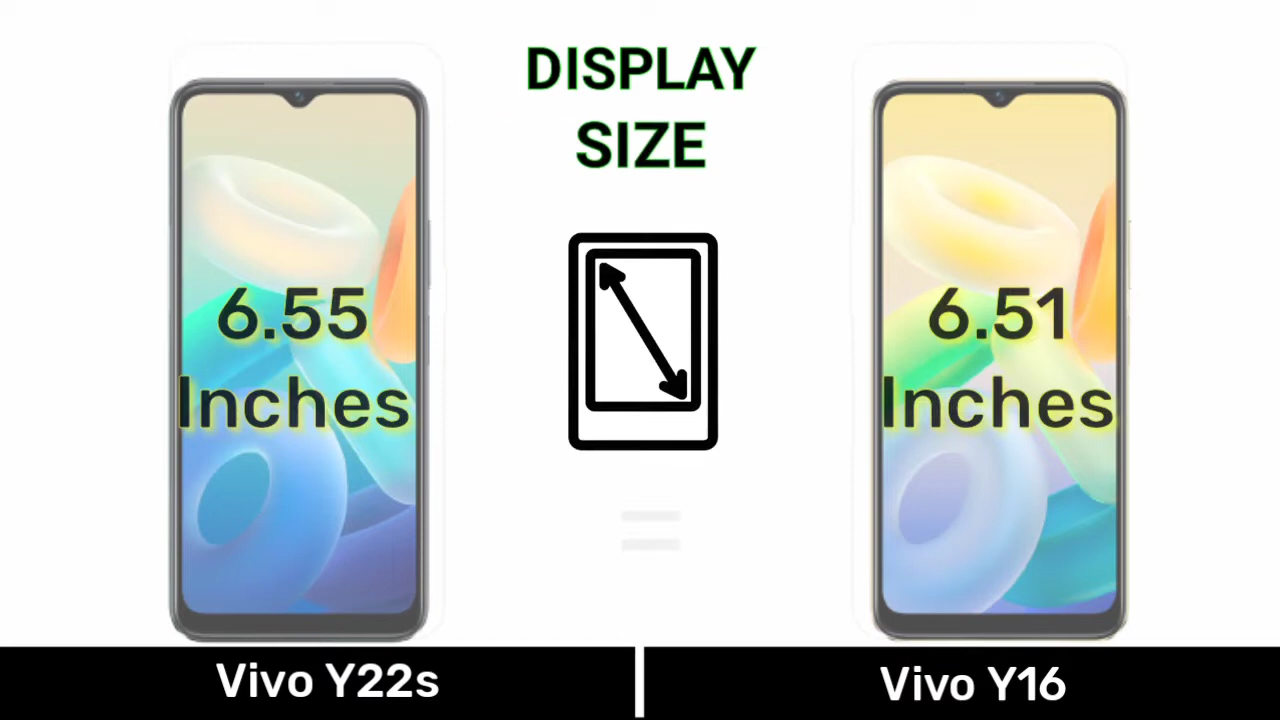 DISPLAY
SIZE
6.55
Inches
6.51
Inches
=
Vivo Y22s
Vivo Y16